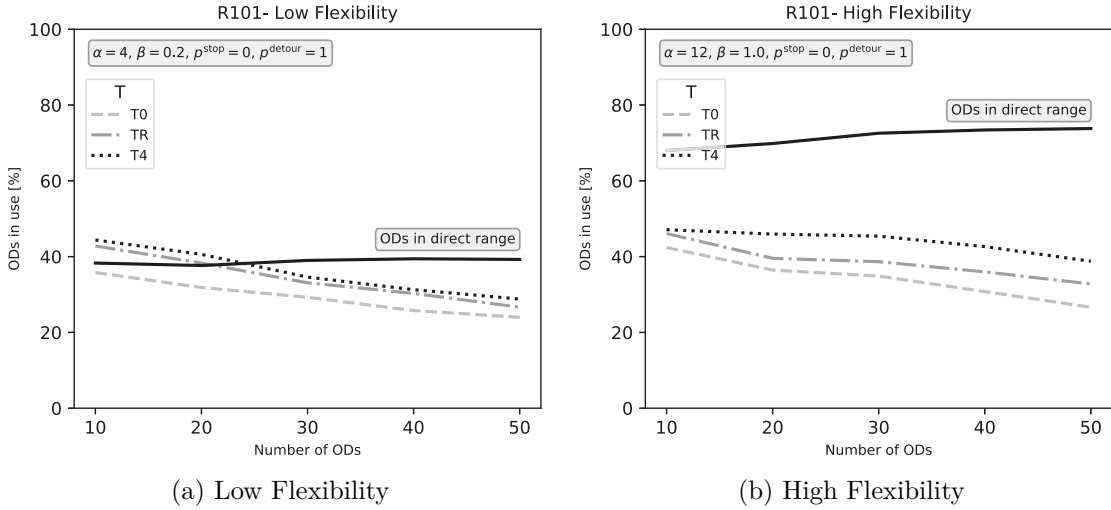 R101- Low Flexibility
α = 4, β = 0.2, p^stop = 0, p^detour = 1
T
T0
TR
T4
ODs in direct range
ODs in use [%]
100
80
60
40
20
0
10 20 30 40 50
Number of ODs
(a) Low Flexibility
R101- High Flexibility
α = 12, β = 1.0, p^stop = 0, p^detour = 1
T
T0
TR
T4
ODs in direct range
ODs in use [%]
100
80
60
40
20
0
10 20 30 40 50
Number of ODs
(b) High Flexibility